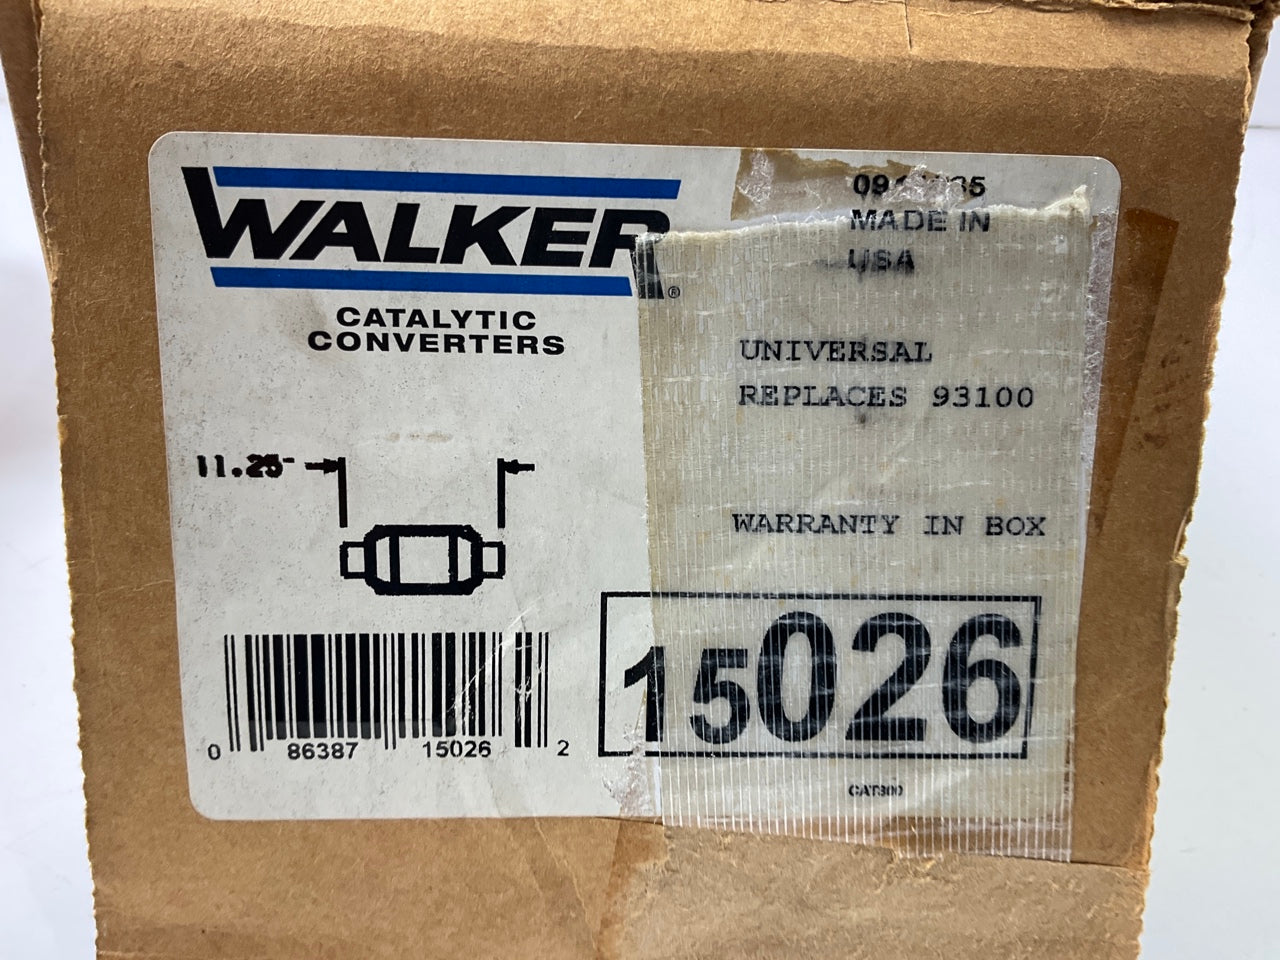 WALKER®
CATALYTIC
CONVERTERS
MADE IN
USA
UNIVERSAL
REPLACES 93100
11.25"
WARRANTY IN BOX
15026
0 86387 15026 2
CAT300